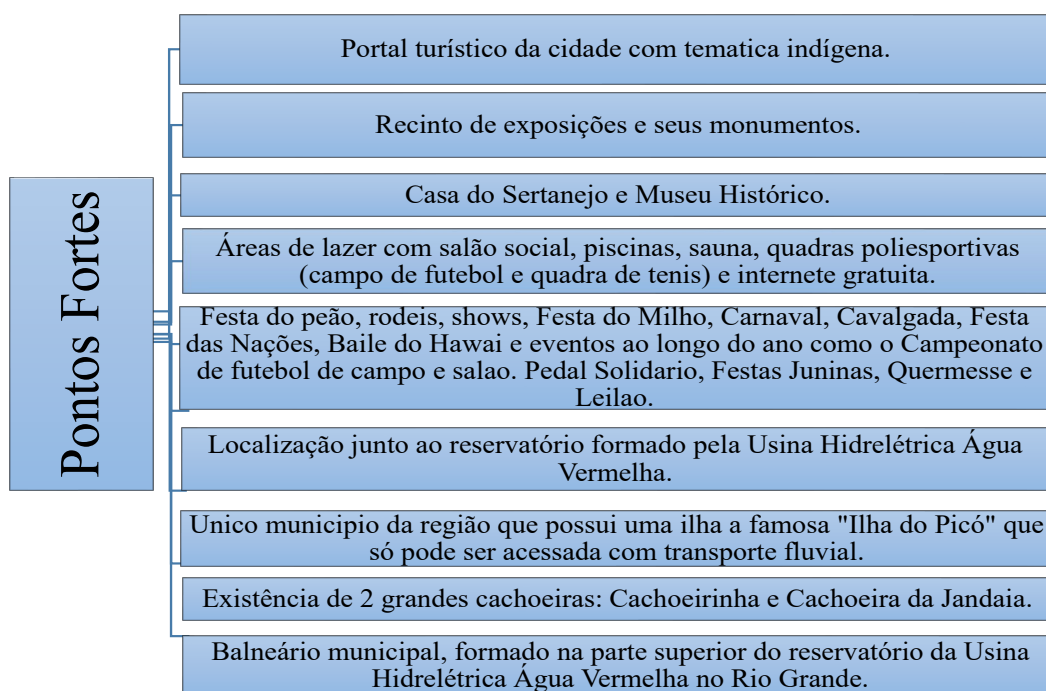 Pontos Fortes
Portal turístico da cidade com tematica indígena.
Recinto de exposições e seus monumentos.
Casa do Sertanejo e Museu Histórico.
Áreas de lazer com salão social, piscinas, sauna, quadras poliesportivas
(campo de futebol e quadra de tenis) e internete gratuita.
Festa do peão, rodeis, shows, Festa do Milho, Carnaval, Cavalgada, Festa
das Nações, Baile do Hawai e eventos ao longo do ano como o Campeonato
de futebol de campo e salao. Pedal Solidario, Festas Juninas, Quermesse e
Leilao.
Localização junto ao reservatório formado pela Usina Hidrelétrica Água
Vermelha.
Unico municipio da região que possui uma ilha a famosa "Ilha do Picó" que
só pode ser acessada com transporte fluvial.
Existência de 2 grandes cachoeiras: Cachoeirinha e Cachoeira da Jandaia.
Balneário municipal, formado na parte superior do reservatório da Usina
Hidrelétrica Água Vermelha no Rio Grande.